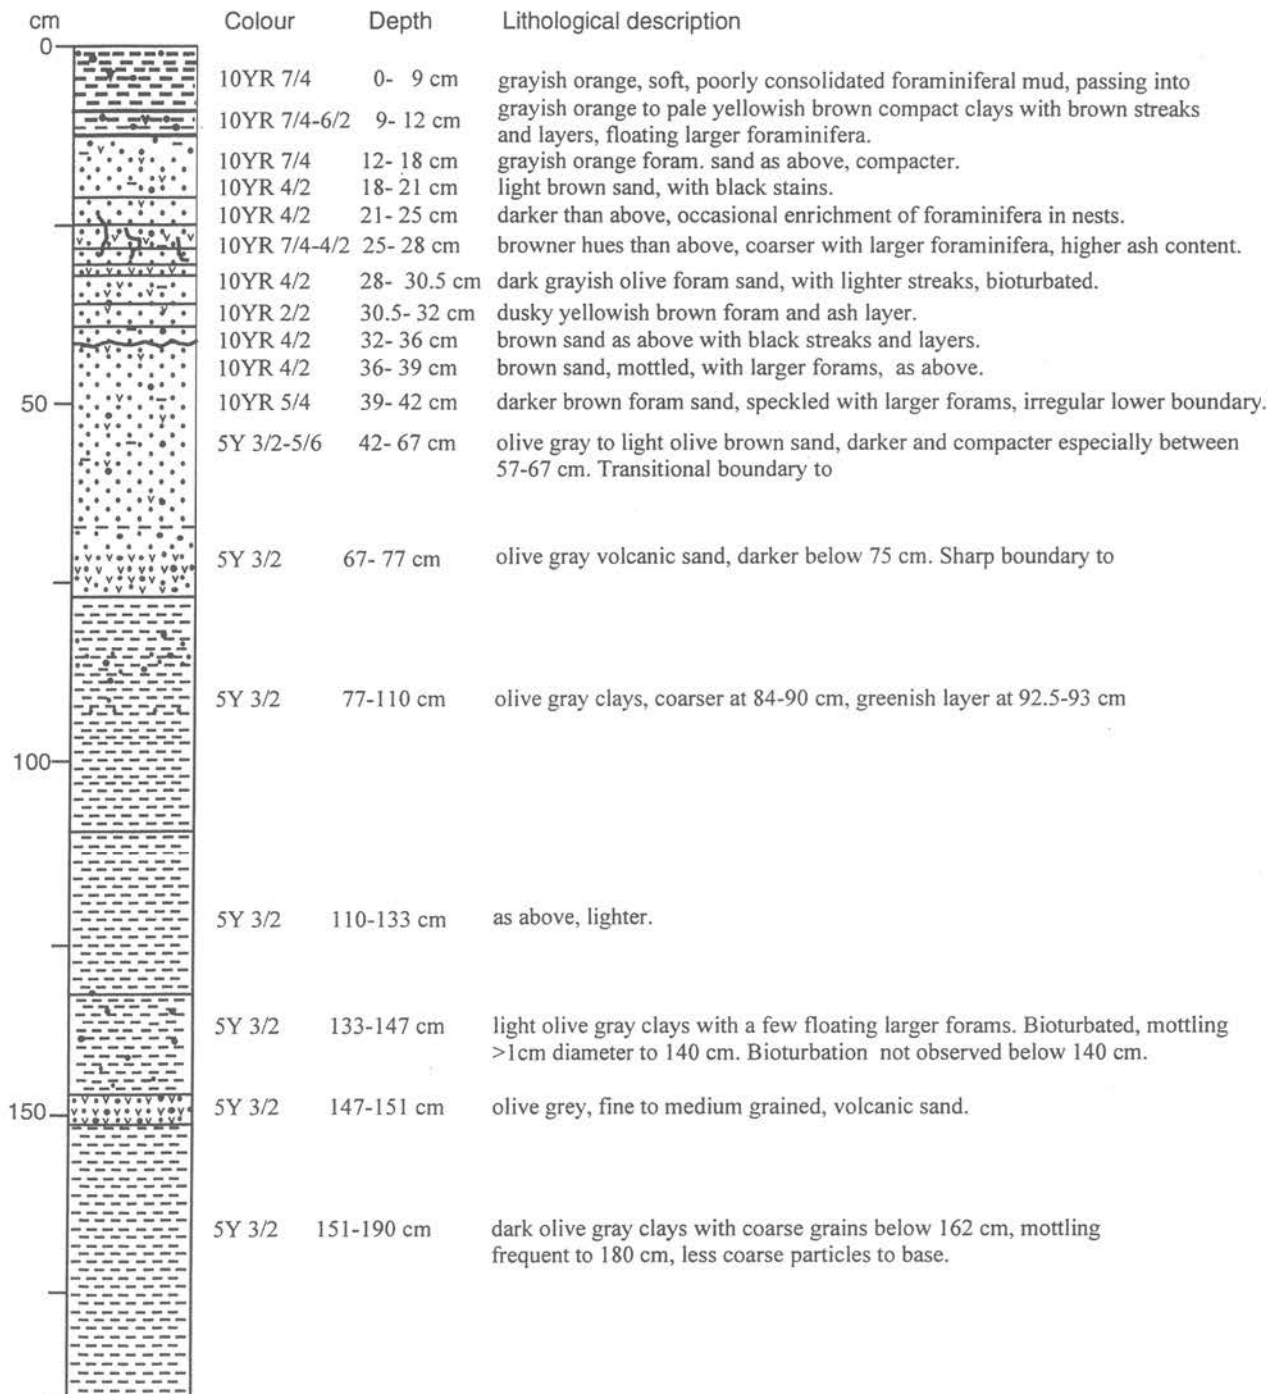 cm Colour Depth Lithological description
0
10YR 7/4 0- 9 cm grayish orange, soft, poorly consolidated foraminiferal mud, passing into
10YR 7/4-6/2 9- 12 cm grayish orange to pale yellowish brown compact clays with brown streaks
and layers, floating larger foraminifera.
10YR 7/4 12- 18 cm grayish orange foram. sand as above, compacter.
10YR 4/2 18- 21 cm light brown sand, with black stains.
10YR 4/2 21- 25 cm darker than above, occasional enrichment of foraminifera in nests.
10YR 7/4-4/2 25- 28 cm browner hues than above, coarser with larger foraminifera, higher ash content.
10YR 4/2 28- 30.5 cm dark grayish olive foram sand, with lighter streaks, bioturbated.
10YR 2/2 30.5- 32 cm dusky yellowish brown foram and ash layer.
10YR 4/2 32- 36 cm brown sand as above with black streaks and layers.
10YR 4/2 36- 39 cm brown sand, mottled, with larger forams, as above.
50 10YR 5/4 39- 42 cm darker brown foram sand, speckled with larger forams, irregular lower boundary.
5Y 3/2-5/6 42- 67 cm olive gray to light olive brown sand, darker and compacter especially between
57-67 cm. Transitional boundary to
5Y 3/2 67- 77 cm olive gray volcanic sand, darker below 75 cm. Sharp boundary to
5Y 3/2 77-110 cm olive gray clays, coarser at 84-90 cm, greenish layer at 92.5-93 cm
100
5Y 3/2 110-133 cm as above, lighter.
5Y 3/2 133-147 cm light olive gray clays with a few floating larger forams. Bioturbated, mottling
>1cm diameter to 140 cm. Bioturbation not observed below 140 cm.
150 5Y 3/2 147-151 cm olive grey, fine to medium grained, volcanic sand.
5Y 3/2 151-190 cm dark olive gray clays with coarse grains below 162 cm, mottling
frequent to 180 cm, less coarse particles to base.